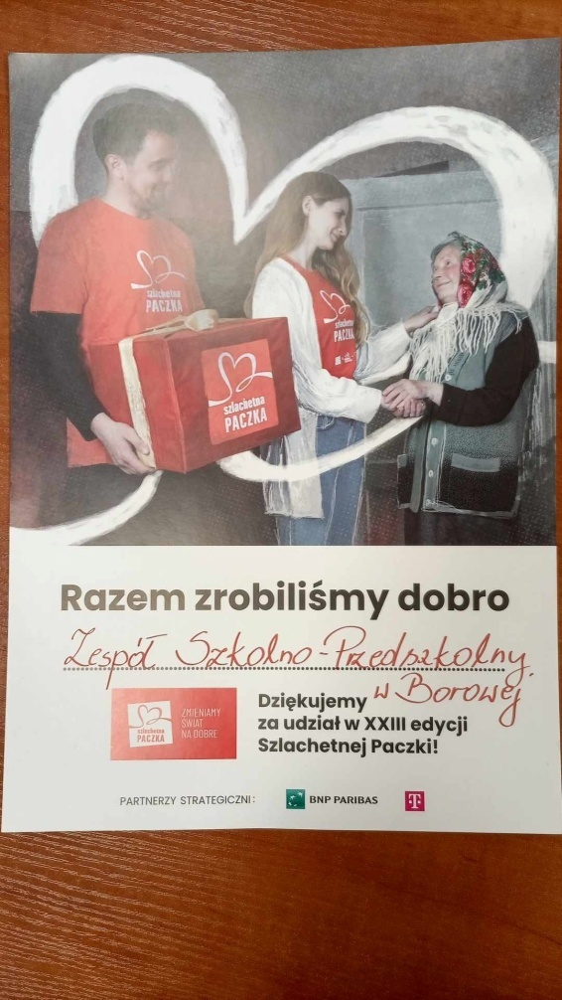 szlachetna
PACZKA
szlachetna
PACZKA
szlachetna
PACZKA
Razem zrobiliśmy dobro
Zespół Szkolno-Przedszkolny
w Borowej
szlachetna
PACZKA
ZMIENIAMY
ŚWIAT
NA DOBRE
Dziękujemy
za udział w XXIII edycji
Szlachetnej Paczki!
PARTNERZY STRATEGICZNI:
BNP PARIBAS
T